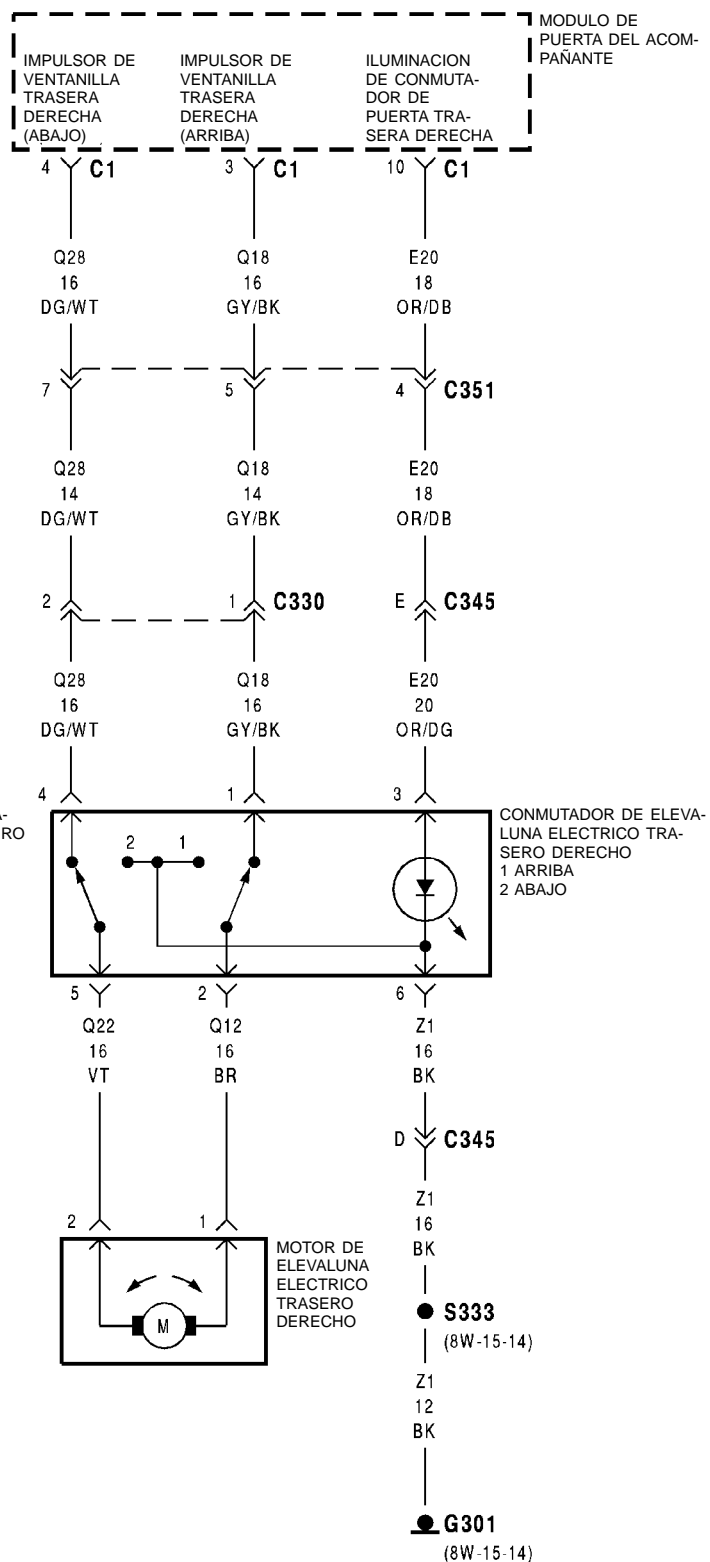 MODULO DE
PUERTA DEL ACOM-
PAÑANTE
IMPULSOR DE
VENTANILLA
TRASERA
DERECHA
(ABAJO)
IMPULSOR DE
VENTANILLA
TRASERA
DERECHA
(ARRIBA)
ILUMINACION
DE CONMUTA-
DOR DE
PUERTA TRA-
SERA DERECHA
4 C1 3 C1 10 C1
Q28 Q18 E20
16 16 18
DG/WT GY/BK OR/DB
7 5 4 C351
Q28 Q18 E20
14 14 18
DG/WT GY/BK OR/DB
2 1 C330 E C345
Q28 Q18 E20
16 16 20
DG/WT GY/BK OR/DG
4 1 3
A-
RO
2 1
CONMUTADOR DE ELEVA-
LUNA ELECTRICO TRA-
SERO DERECHO
1 ARRIBA
2 ABAJO
5 2 6
Q22 Q12 Z1
16 16 16
VT BR BK
D C345
Z1
16
BK
2 1
M
MOTOR DE
ELEVALUNA
ELECTRICO
TRASERO
DERECHO
S333
(8W-15-14)
Z1
12
BK
G301
(8W-15-14)